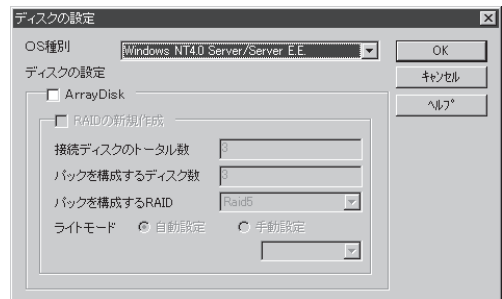 ディスクの設定
OS種別 Windows NT4.0 Server/Server E.E.
OK
ディスクの設定
キャンセル
ArrayDisk
ヘルプ
RAIDの新規作成
接続ディスクのトータル数 3
パックを構成するディスク数 3
パックを構成するRAID Raid5
ライトモード 自動設定 手動設定